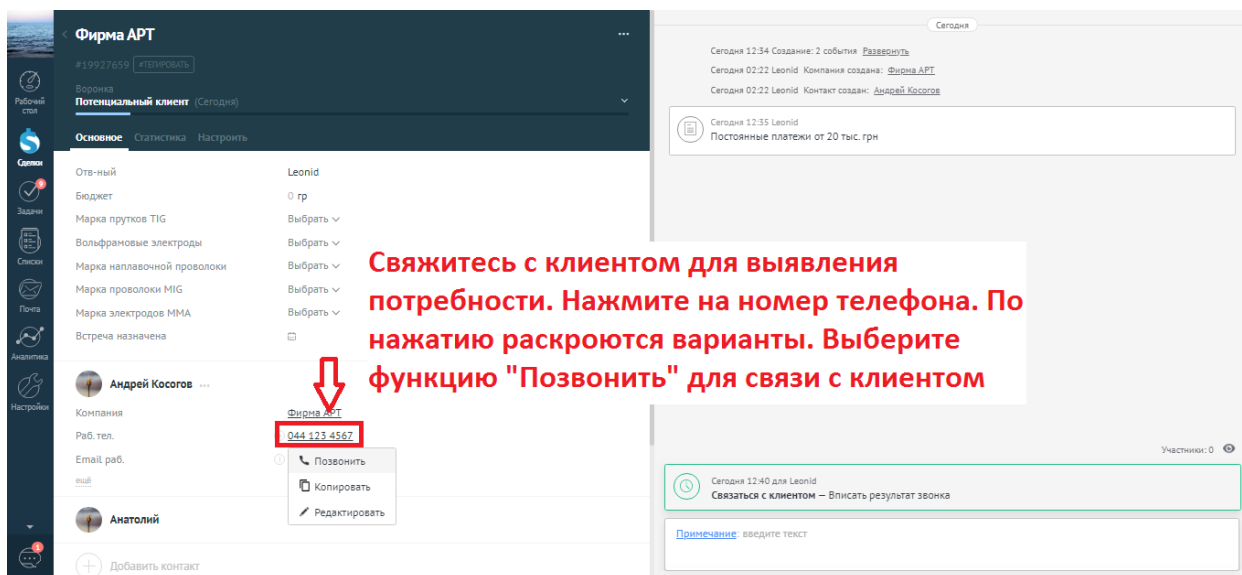 Фирма АРТ
#19927659 #ТЕГИРОВАТЬ
Воронка
Потенциальный клиент (Сегодня)
Основное Статистика Настроить
Рабочий
стол
Сделки
9
Задачи
Списки
Почта
Аналитика
Настройки
1
Отв-ный Leonid
Бюджет 0 гр
Марка прутков TIG Выбрать
Вольфрамовые электроды Выбрать
Марка наплавочной проволоки Выбрать
Марка проволоки MIG Выбрать
Марка электродов MMA Выбрать
Встреча назначена
Андрей Косогов
Компания Фирма АРТ
Раб. тел. 044 123 4567
Email раб.
ещё
Позвонить
Копировать
Редактировать
Анатолий
Добавить контакт
Свяжитесь с клиентом для выявления
потребности. Нажмите на номер телефона. По
нажатию раскроются варианты. Выберите
функцию "Позвонить" для связи с клиентом
Сегодня
Сегодня 12:34 Создание: 2 события Развернуть
Сегодня 02:22 Leonid Компания создана: Фирма АРТ
Сегодня 02:22 Leonid Контакт создан: Андрей Косогов
Сегодня 12:35 Leonid
Постоянные платежи от 20 тыс. грн
Участники: 0
Сегодня 12:40 для Leonid
Связаться с клиентом — Вписать результат звонка
Примечание: введите текст